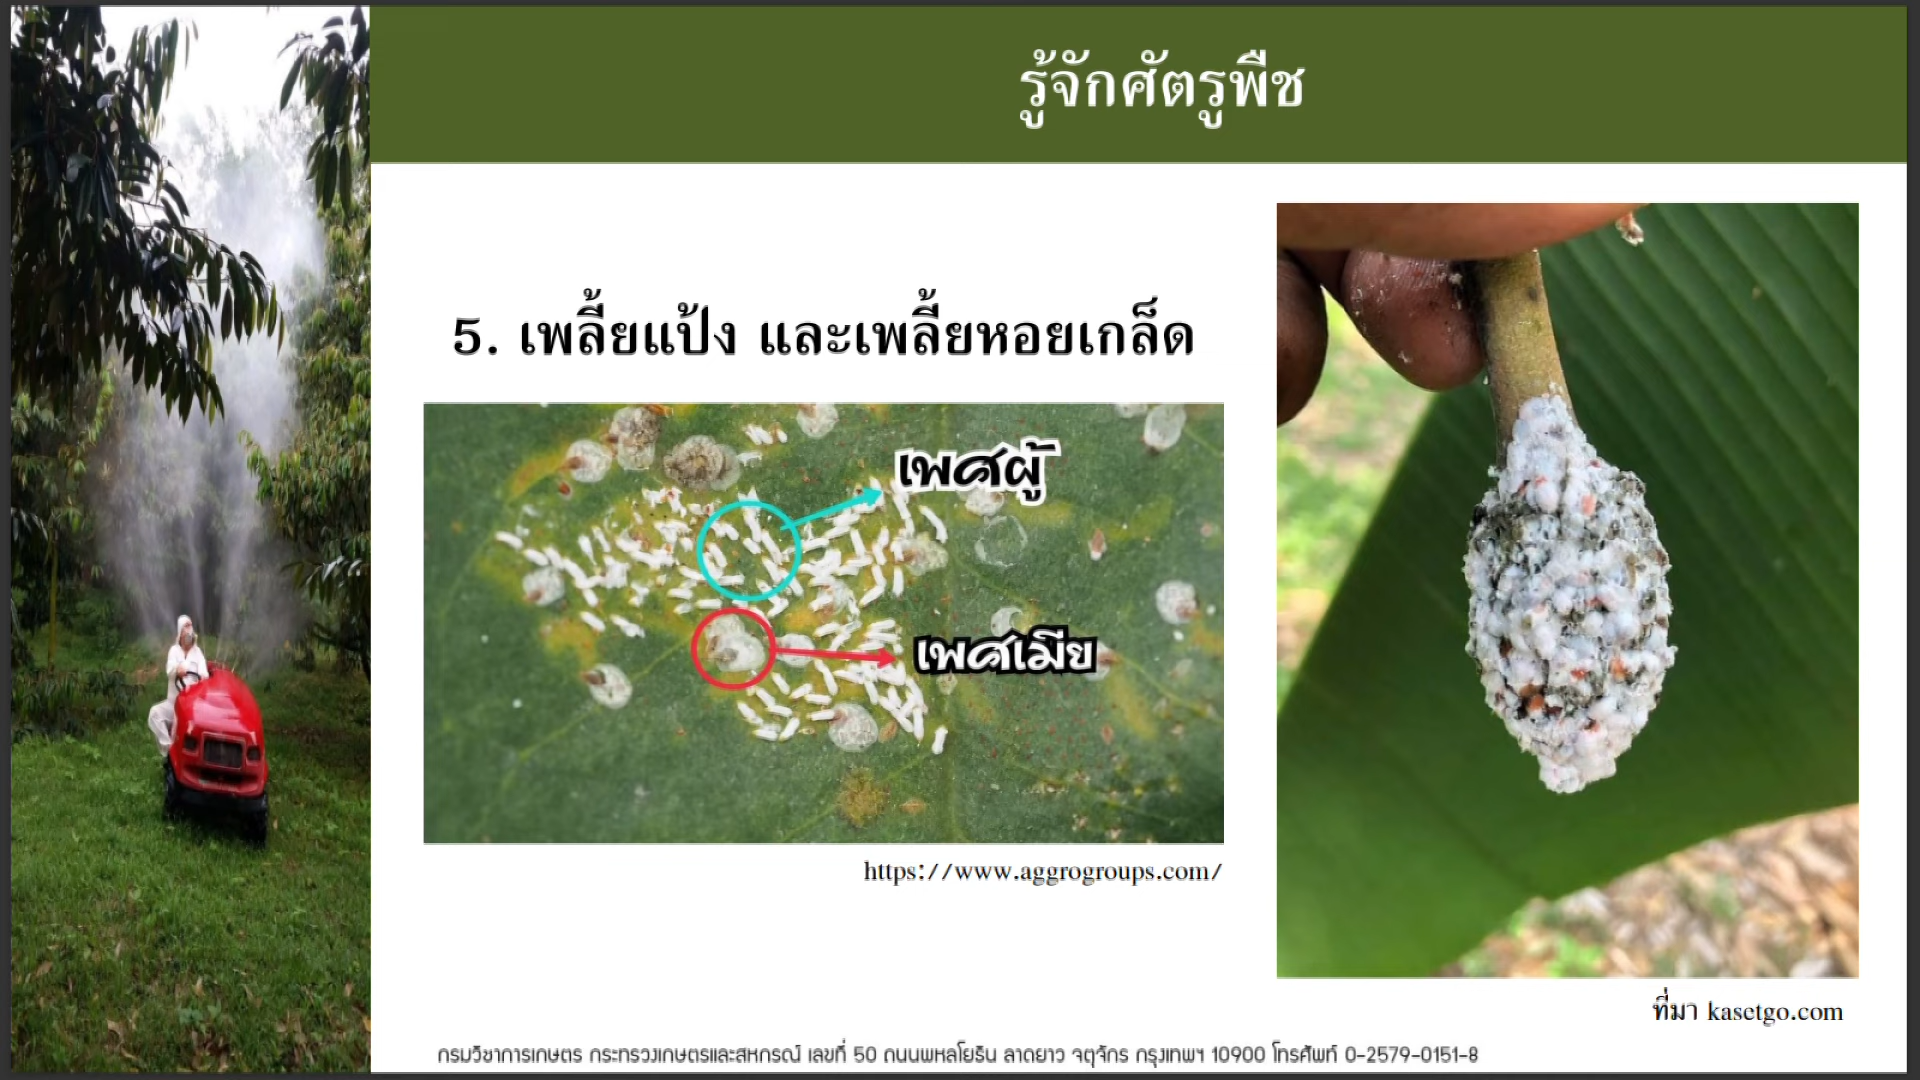 รู้จักศัตรูพืช
5. เพลี้ยแป้ง และเพลี้ยหอยเกล็ด
เพศผู้
เพศเมีย
https://www.aggrogroups.com/
ที่มา kasetgo.com
กรมวิชาการเกษตร กระทรวงเกษตรและสหกรณ์ เลขที่ 50 ถนนพหลโยธิน ลาดยาว จตุจักร กรุงเทพฯ 10900 โทรศัพท์ 0-2579-0151-8